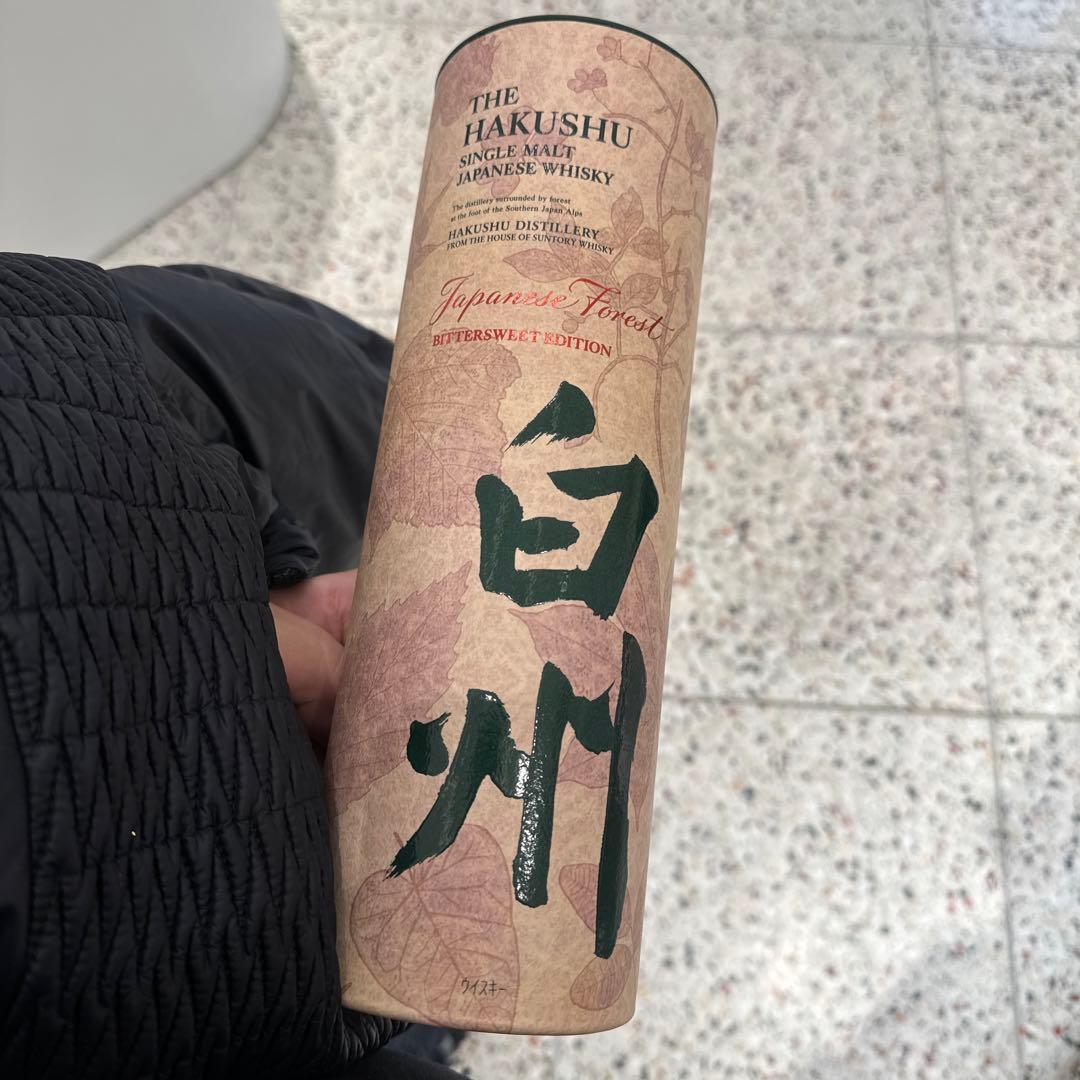 THE
HAKUSHU
SINGLE MALT
JAPANESE WHISKY
The distillery surrounded by forest
at the foot of the Southern Japan Alps
HAKUSHU DISTILLERY
FROM THE HOUSE OF SUNTORY WHISKY
Japanese Forest
BITTERSWEET EDITION
白
州
ウイスキー